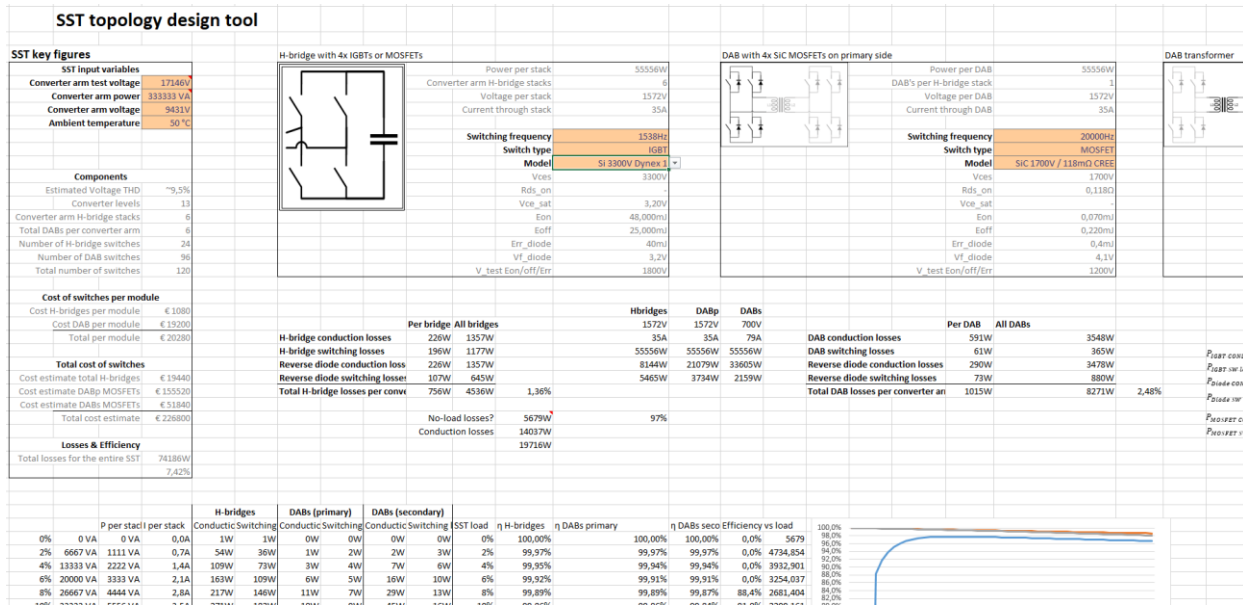 SST topology design tool
SST key figures
SST input variables
Converter arm test voltage 17146V
Converter arm power 333333 VA
Converter arm voltage 9431V
Ambient temperature 50 °C
Components
Estimated Voltage THD ~9,5%
Converter levels 13
Converter arm H-bridge stacks 6
Total DABs per converter arm 6
Number of H-bridge switches 24
Number of DAB switches 96
Total number of switches 120
Cost of switches per module
Cost H-bridges per module € 1080
Cost DAB per module € 19200
Total per module € 20280
Total cost of switches
Cost estimate total H-bridges € 19440
Cost estimate DABp MOSFETs € 155520
Cost estimate DABs MOSFETs € 51840
Total cost estimate € 226800
Losses & Efficiency
Total losses for the entire SST 74186W
7,42%
H-bridge with 4x IGBTs or MOSFETs
Power per stack 55556W
Converter arm H-bridge stacks 6
Voltage per stack 1572V
Current through stack 35A
Switching frequency 1538Hz
Switch type IGBT
Model Si 3300V Dynex 1
Vces 3300V
Rds_on -
Vce_sat 3,20V
Eon 48,000mJ
Eoff 25,000mJ
Err_diode 40mJ
Vf_diode 3,2V
V_test Eon/off/Err 1800V
DAB with 4x SiC MOSFETs on primary side
Power per DAB 55556W
DAB's per H-bridge stack 1
Voltage per DAB 1572V
Current through DAB 35A
Switching frequency 20000Hz
Switch type MOSFET
Model SiC 1700V / 118mΩ CREE
Vces 1700V
Rds_on 0,118Ω
Vce_sat -
Eon 0,070mJ
Eoff 0,220mJ
Err_diode 0,4mJ
Vf_diode 4,1V
V_test Eon/off/Err 1200V
DAB transformer
Hbridges DABp DABs
Per bridge All bridges 1572V 1572V 700V
H-bridge conduction losses 226W 1357W 35A 35A 79A
H-bridge switching losses 196W 1177W 55556W 55556W 55556W
Reverse diode conduction loss 226W 1357W 8144W 21079W 33605W
Reverse diode switching losses 107W 645W 5465W 3734W 2159W
Total H-bridge losses per conve 756W 4536W 1,36%
No-load losses? 5679W 97%
Conduction losses 14037W
19716W
Per DAB All DABs
DAB conduction losses 591W 3548W
DAB switching losses 61W 365W
Reverse diode conduction losses 290W 3478W
Reverse diode switching losses 73W 880W
Total DAB losses per converter an 1015W 8271W 2,48%
H-bridges DABs (primary) DABs (secondary)
P per stack I per stack Conductic Switching Conductic Switching Conductic Switching SST load η H-bridges η DABs primary η DABs seco Efficiency vs load
0% 0 VA 0 VA 0,0A 1W 1W 0W 0W 0W 0W 0% 100,00% 100,00% 100,00% 0,0% 5679
2% 6667 VA 1111 VA 0,7A 54W 36W 1W 2W 2W 3W 2% 99,97% 99,97% 99,97% 0,0% 4734,854
4% 13333 VA 2222 VA 1,4A 109W 73W 3W 4W 7W 6W 4% 99,95% 99,94% 99,94% 0,0% 3932,901
6% 20000 VA 3333 VA 2,1A 163W 109W 6W 5W 16W 10W 6% 99,92% 99,91% 99,91% 0,0% 3254,037
8% 26667 VA 4444 VA 2,8A 217W 146W 11W 7W 29W 13W 8% 99,89% 99,89% 99,87% 88,4% 2681,404
100,0%
98,0%
96,0%
94,0%
92,0%
90,0%
88,0%
86,0%
84,0%
82,0%